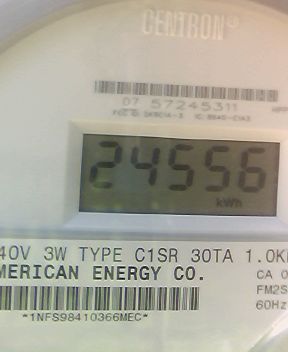 CENTRON®
07 57245311
24556
kWh
40V 3W TYPE C1SR 30TA 1.0K
MERICAN ENERGY CO.
CA 0
FM2S
60Hz
*1NFS98410366MEC*